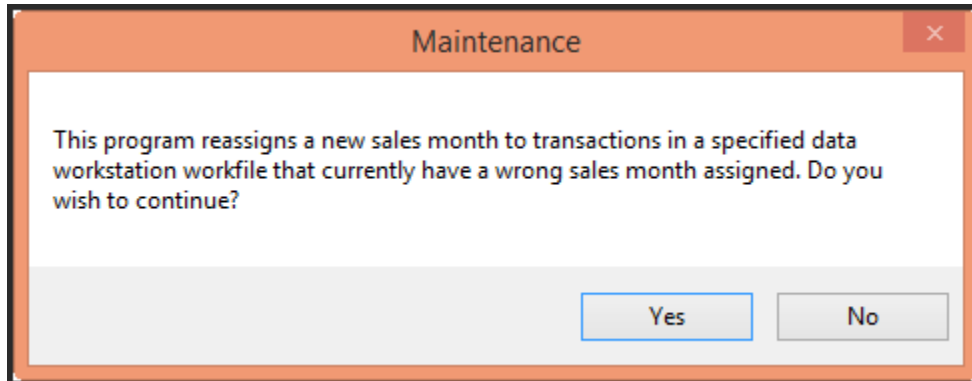 Maintenance
This program reassigns a new sales month to transactions in a specified data
workstation workfile that currently have a wrong sales month assigned. Do you
wish to continue?
Yes
No